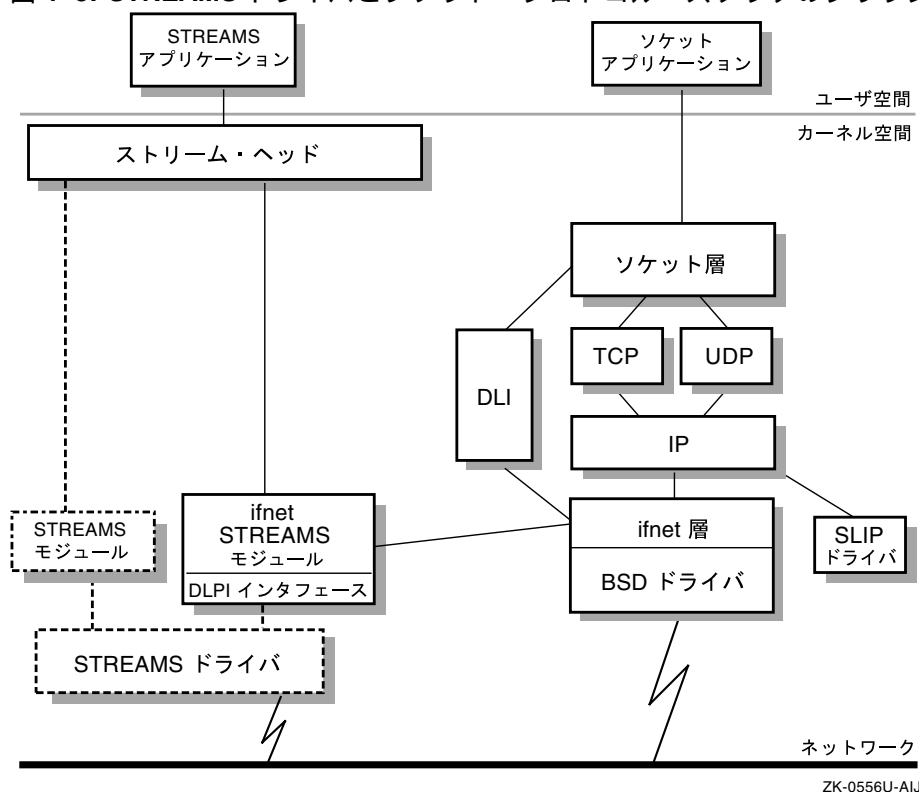 STREAMS
アプリケーション
ソケット
アプリケーション
ユーザ空間
カーネル空間
ストリーム・ヘッド
ソケット層
TCP
UDP
DLI
IP
STREAMS
モジュール
ifnet
STREAMS
モジュール
DLPI インタフェース
ifnet 層
BSD ドライバ
SLIP
ドライバ
STREAMS ドライバ
ネットワーク
ZK-0556U-AIJ